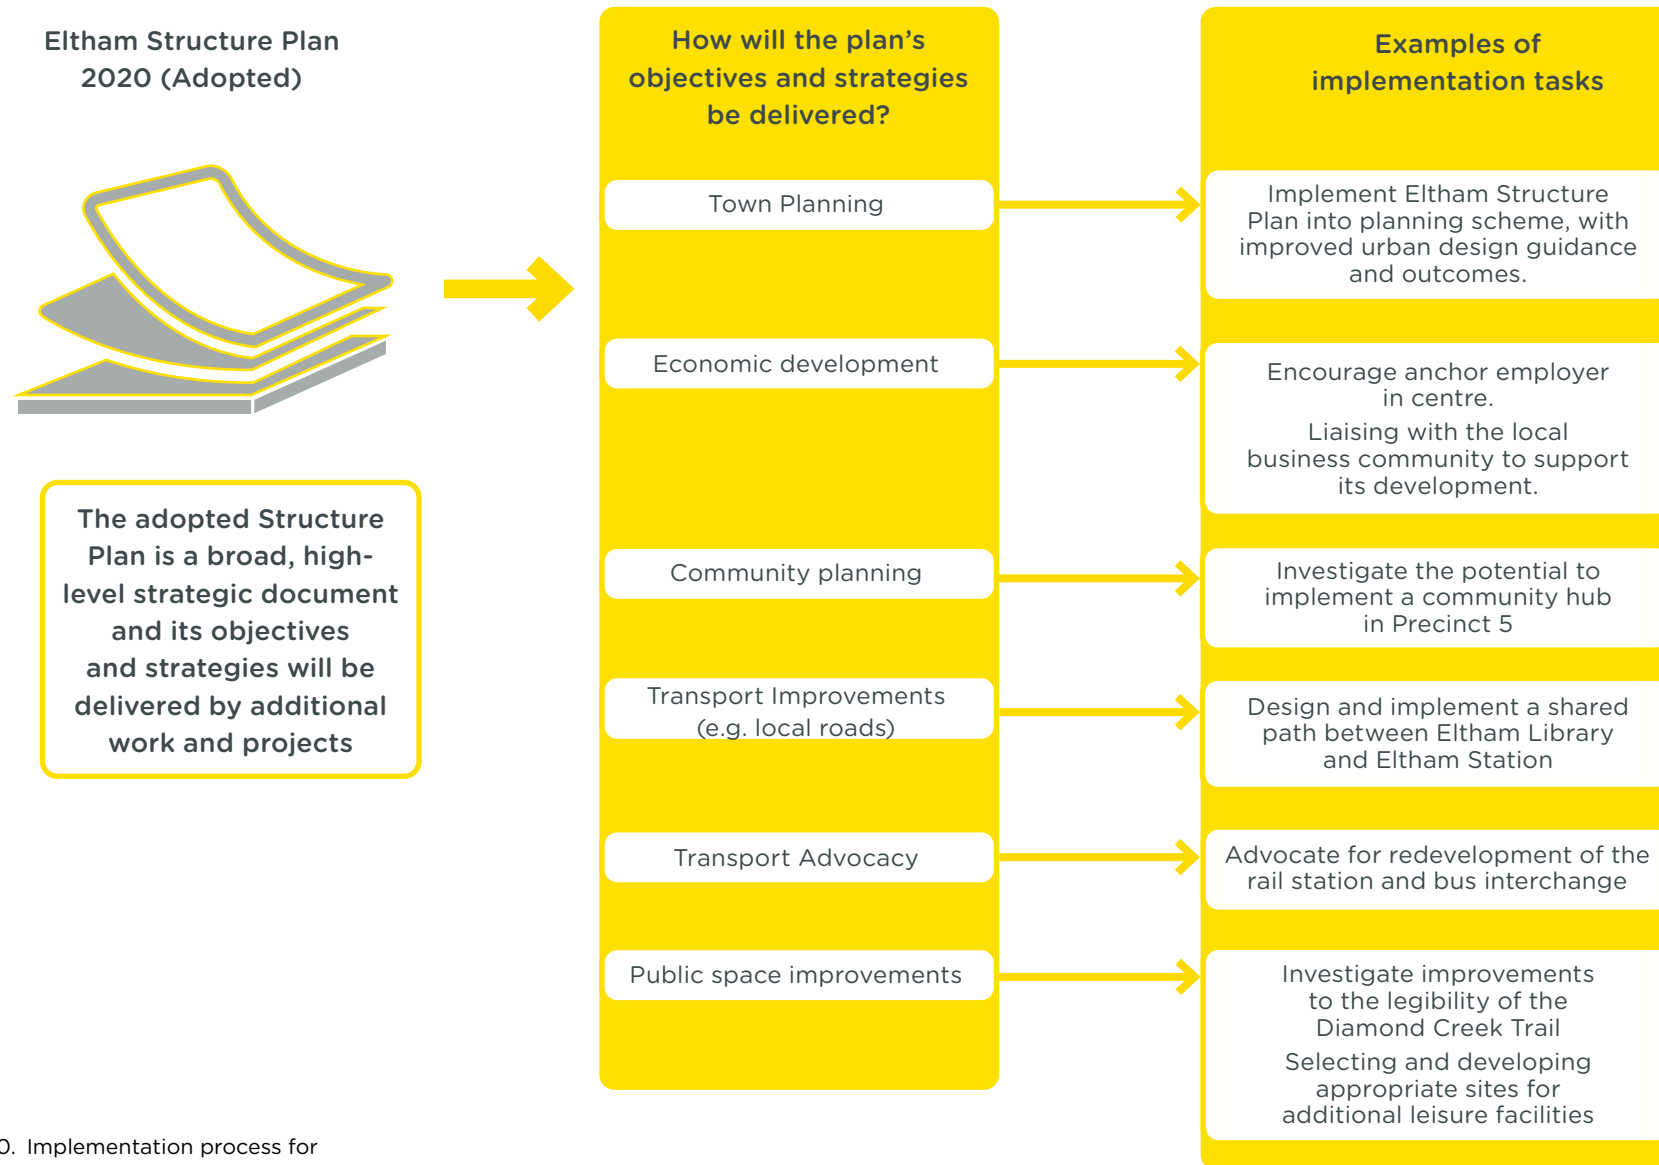 Eltham Structure Plan
2020 (Adopted)
The adopted Structure
Plan is a broad, high-
level strategic document
and its objectives
and strategies will be
delivered by additional
work and projects
How will the plan's
objectives and strategies
be delivered?
Town Planning
Economic development
Community planning
Transport Improvements
(e.g. local roads)
Transport Advocacy
Public space improvements
Examples of
implementation tasks
Implement Eltham Structure
Plan into planning scheme, with
improved urban design guidance
and outcomes.
Encourage anchor employer
in centre.
Liaising with the local
business community to support
its development.
Investigate the potential to
implement a community hub
in Precinct 5
Design and implement a shared
path between Eltham Library
and Eltham Station
Advocate for redevelopment of the
rail station and bus interchange
Investigate improvements
to the legibility of the
Diamond Creek Trail
Selecting and developing
appropriate sites for
additional leisure facilities
0. Implementation process for